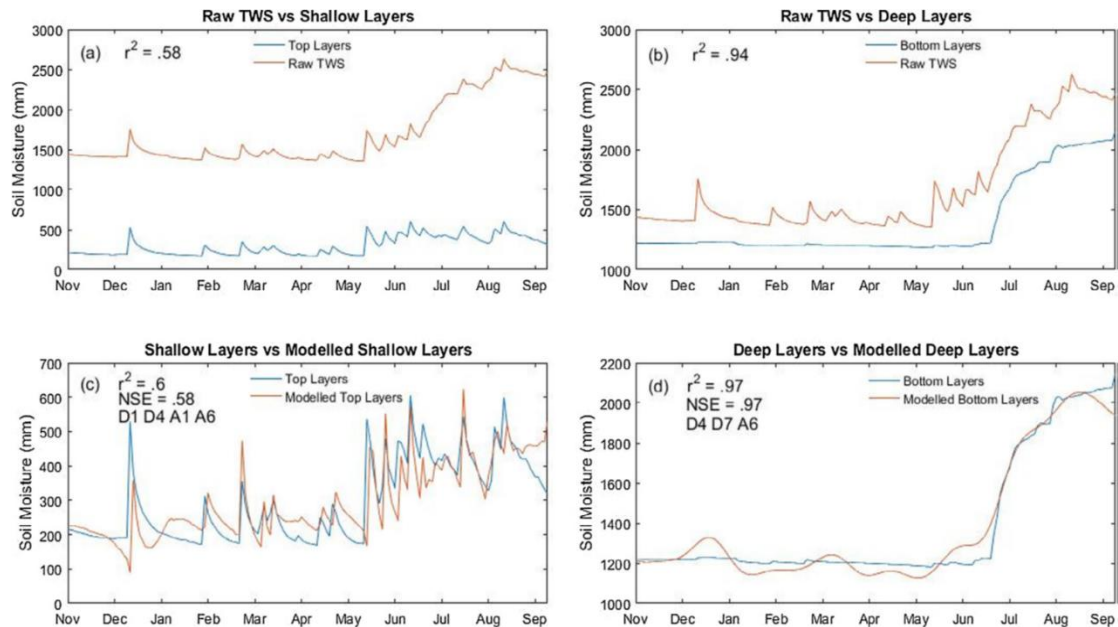 Raw TWS vs Shallow Layers
(a)
r² = .58
Top Layers
Raw TWS
Soil Moisture (mm)
3000
2500
2000
1500
1000
500
0
Nov Dec Jan Feb Mar Apr May Jun Jul Aug Sep
Raw TWS vs Deep Layers
(b)
r² = .94
Bottom Layers
Raw TWS
Soil Moisture (mm)
3000
2500
2000
1500
1000
Nov Dec Jan Feb Mar Apr May Jun Jul Aug Sep
Shallow Layers vs Modelled Shallow Layers
(c)
r² = .6
NSE = .58
D1 D4 A1 A6
Top Layers
Modelled Top Layers
Soil Moisture (mm)
700
600
500
400
300
200
100
0
Nov Dec Jan Feb Mar Apr May Jun Jul Aug Sep
Deep Layers vs Modelled Deep Layers
(d)
r² = .97
NSE = .97
D4 D7 A6
Bottom Layers
Modelled Bottom Layers
Soil Moisture (mm)
2200
2000
1800
1600
1400
1200
1000
Nov Dec Jan Feb Mar Apr May Jun Jul Aug Sep